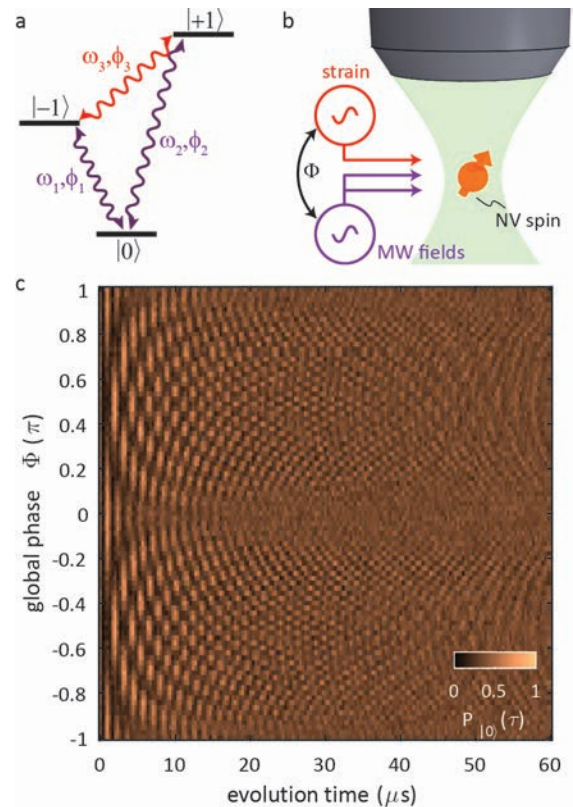 a
|+1⟩
ω3,ϕ3
|−1⟩
ω2,ϕ2
ω1,ϕ1
|0⟩
b
strain
Φ
NV spin
MW fields
c
1
0.8
0.6
0.4
0.2
0
-0.2
-0.4
-0.6
-0.8
-1
global phase Φ (π)
0 0.5 1
P|0⟩(τ)
0 10 20 30 40 50 60
evolution time (μs)